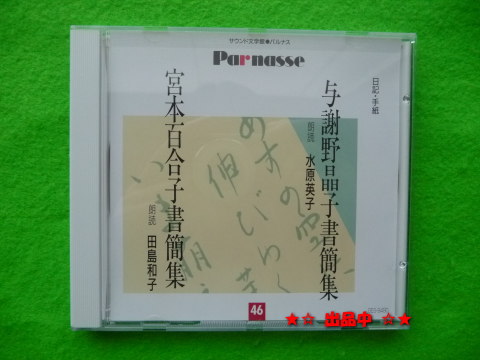 サウンド文学館●パルナス
Parnasse
日記・手紙
与謝野晶子書簡集
朗読 水原英子
宮本百合子書簡集
朗読 田島和子
46
★☆ 出品中 ☆★